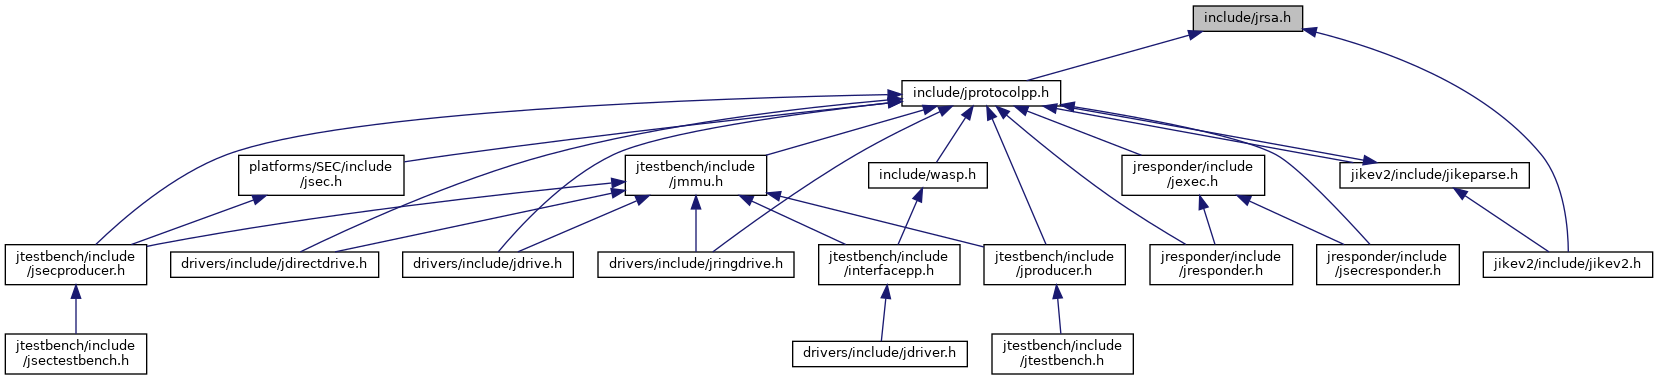 include/jrsa.h
include/jprotocolpp.h
platforms/SEC/include
/jsec.h
jtestbench/include
/jmmu.h
include/wasp.h
jresponder/include
/jexec.h
jikev2/include/jikeparse.h
jtestbench/include
/jsecproducer.h
drivers/include/jdirectdrive.h
drivers/include/jdrive.h
drivers/include/jringdrive.h
jtestbench/include
/interfacepp.h
jtestbench/include
/jproducer.h
jresponder/include
/jresponder.h
jresponder/include
/jsecresponder.h
jikev2/include/jikev2.h
jtestbench/include
/jsectestbench.h
drivers/include/jdriver.h
jtestbench/include
/jtestbench.h